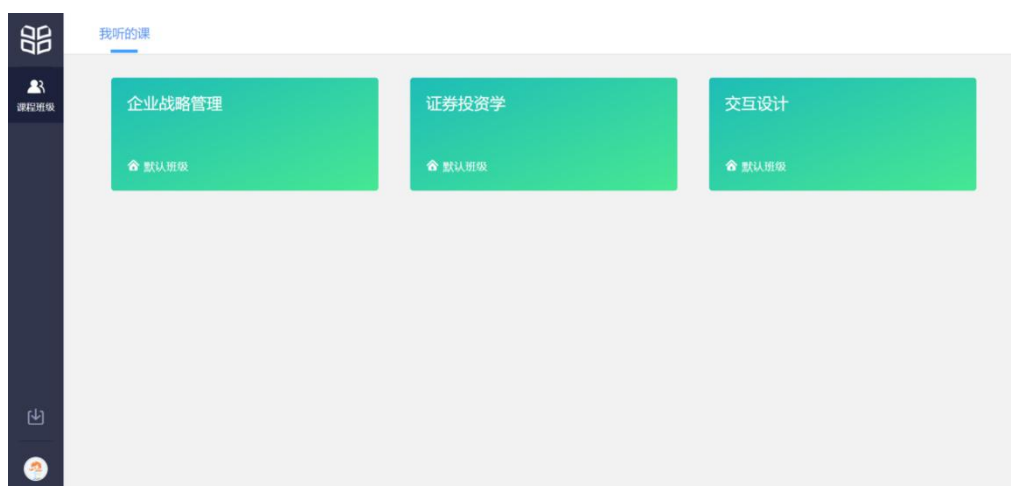 我听的课
课程班级
企业战略管理
证券投资学
交互设计
默认班级
默认班级
默认班级